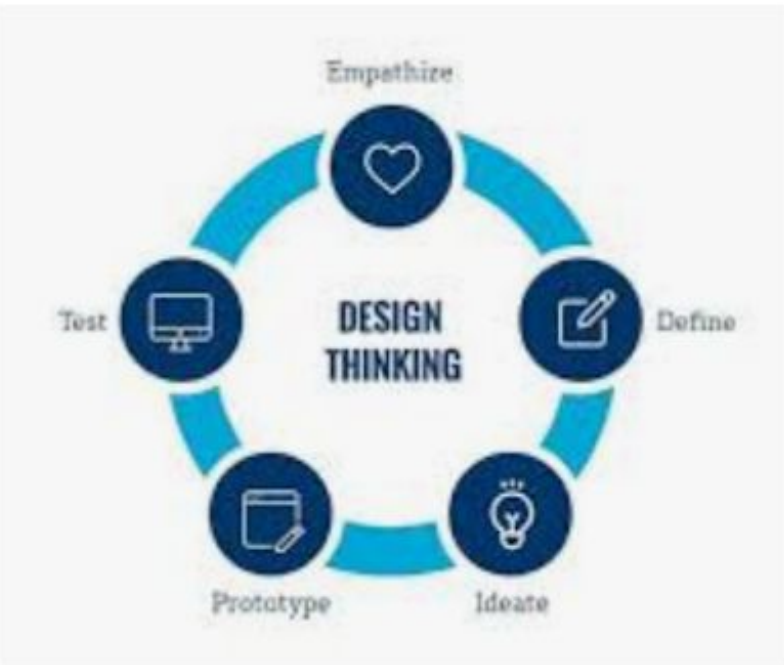 Empathize
Test
DESIGN
THINKING
Define
Prototype
Ideate